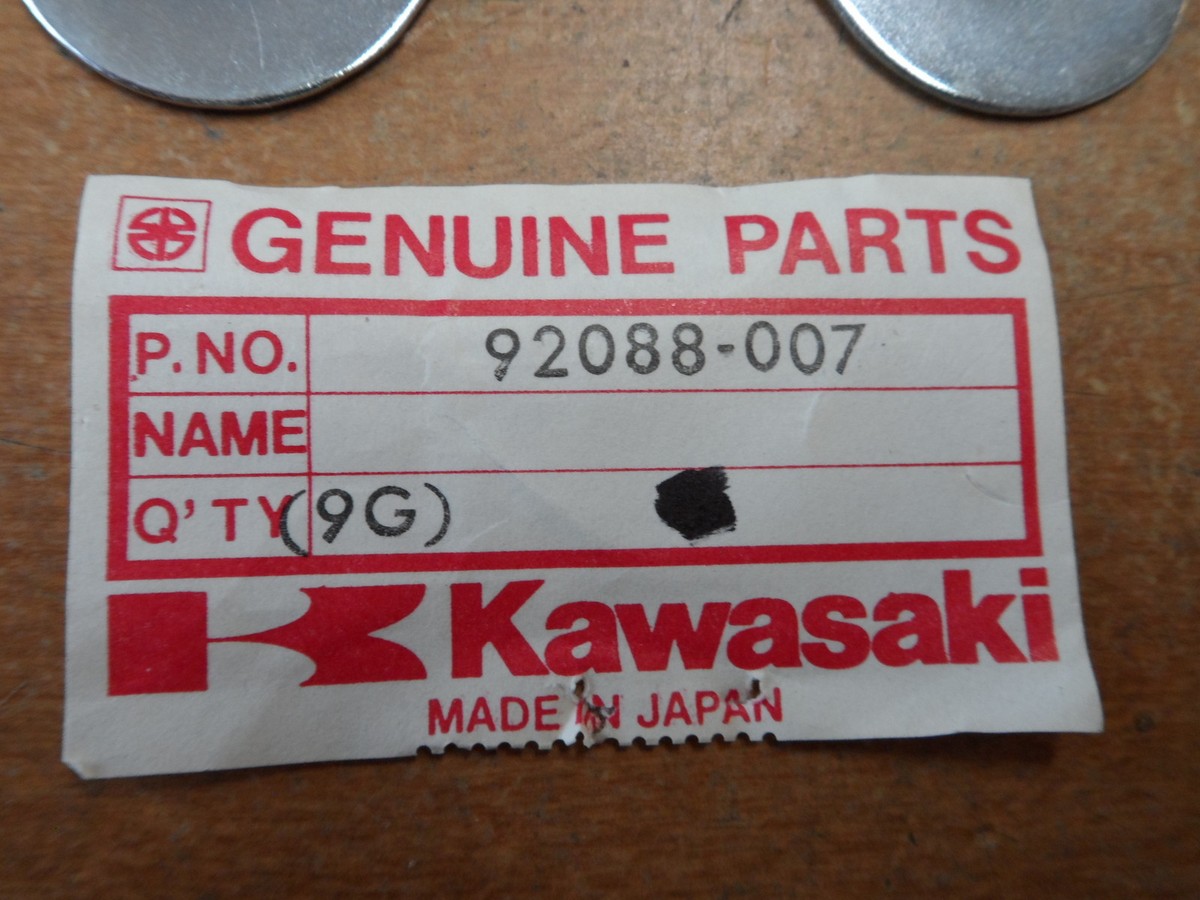 GENUINE PARTS
P. NO. 92088-007
NAME
Q'TY (9G)
Kawasaki
MADE IN JAPAN